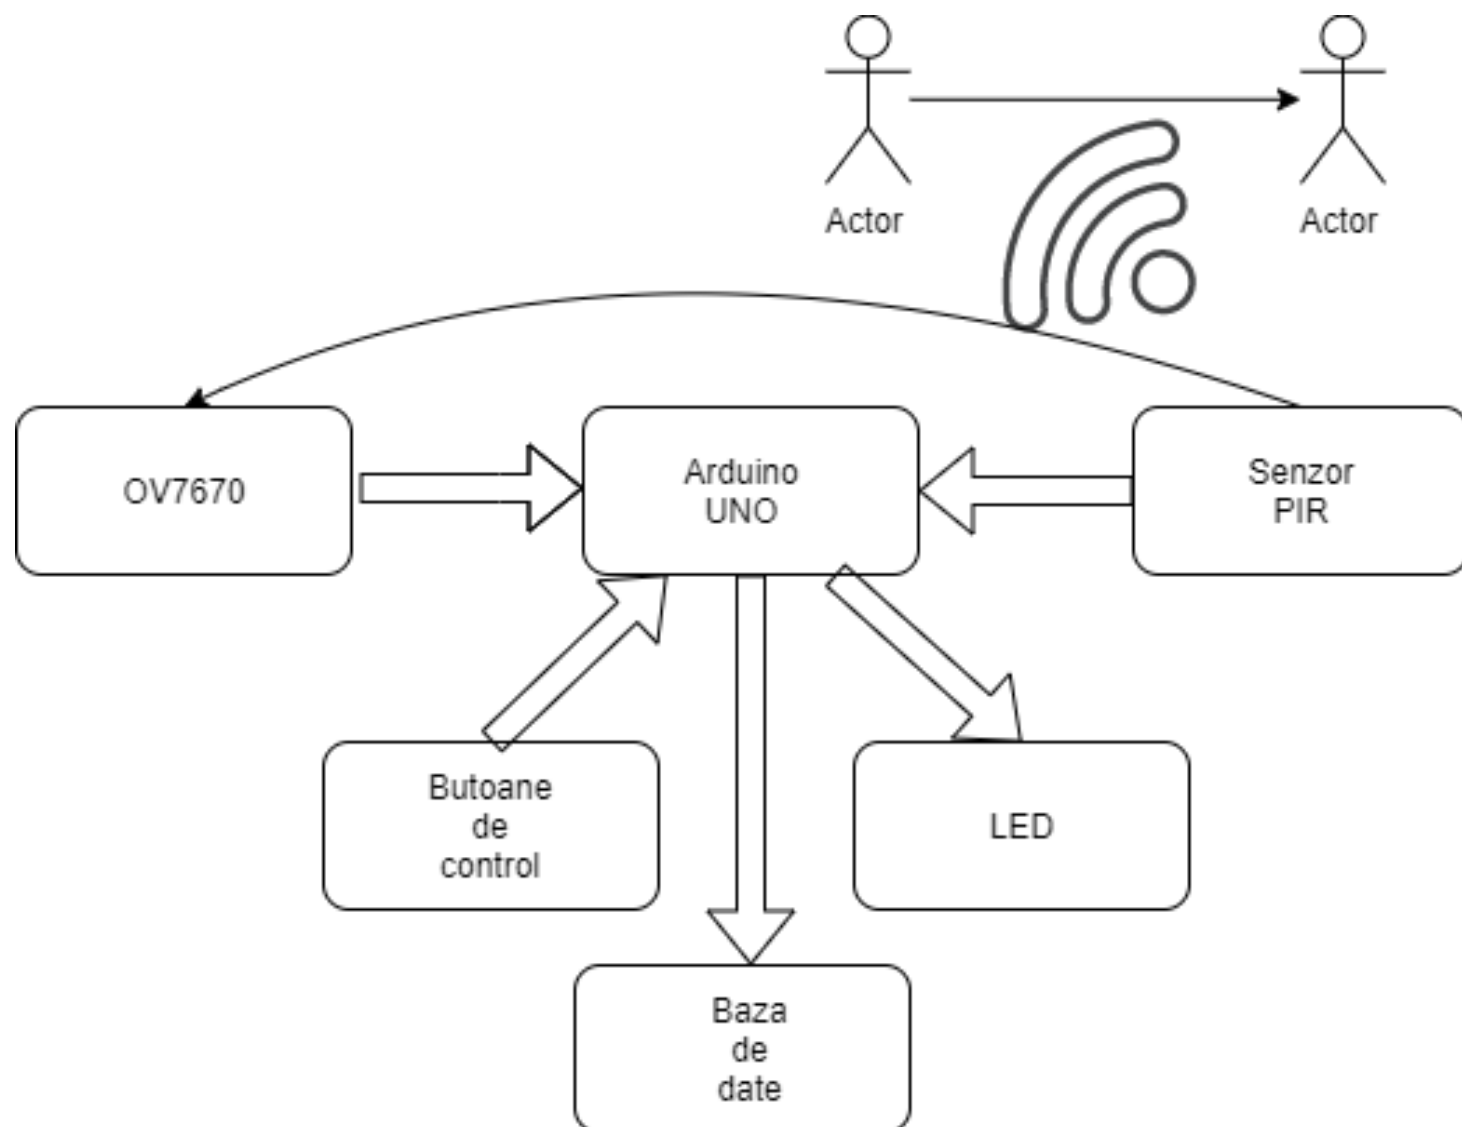 Actor
Actor
OV7670
Arduino
UNO
Senzor
PIR
Butoane
de
control
LED
Baza
de
date